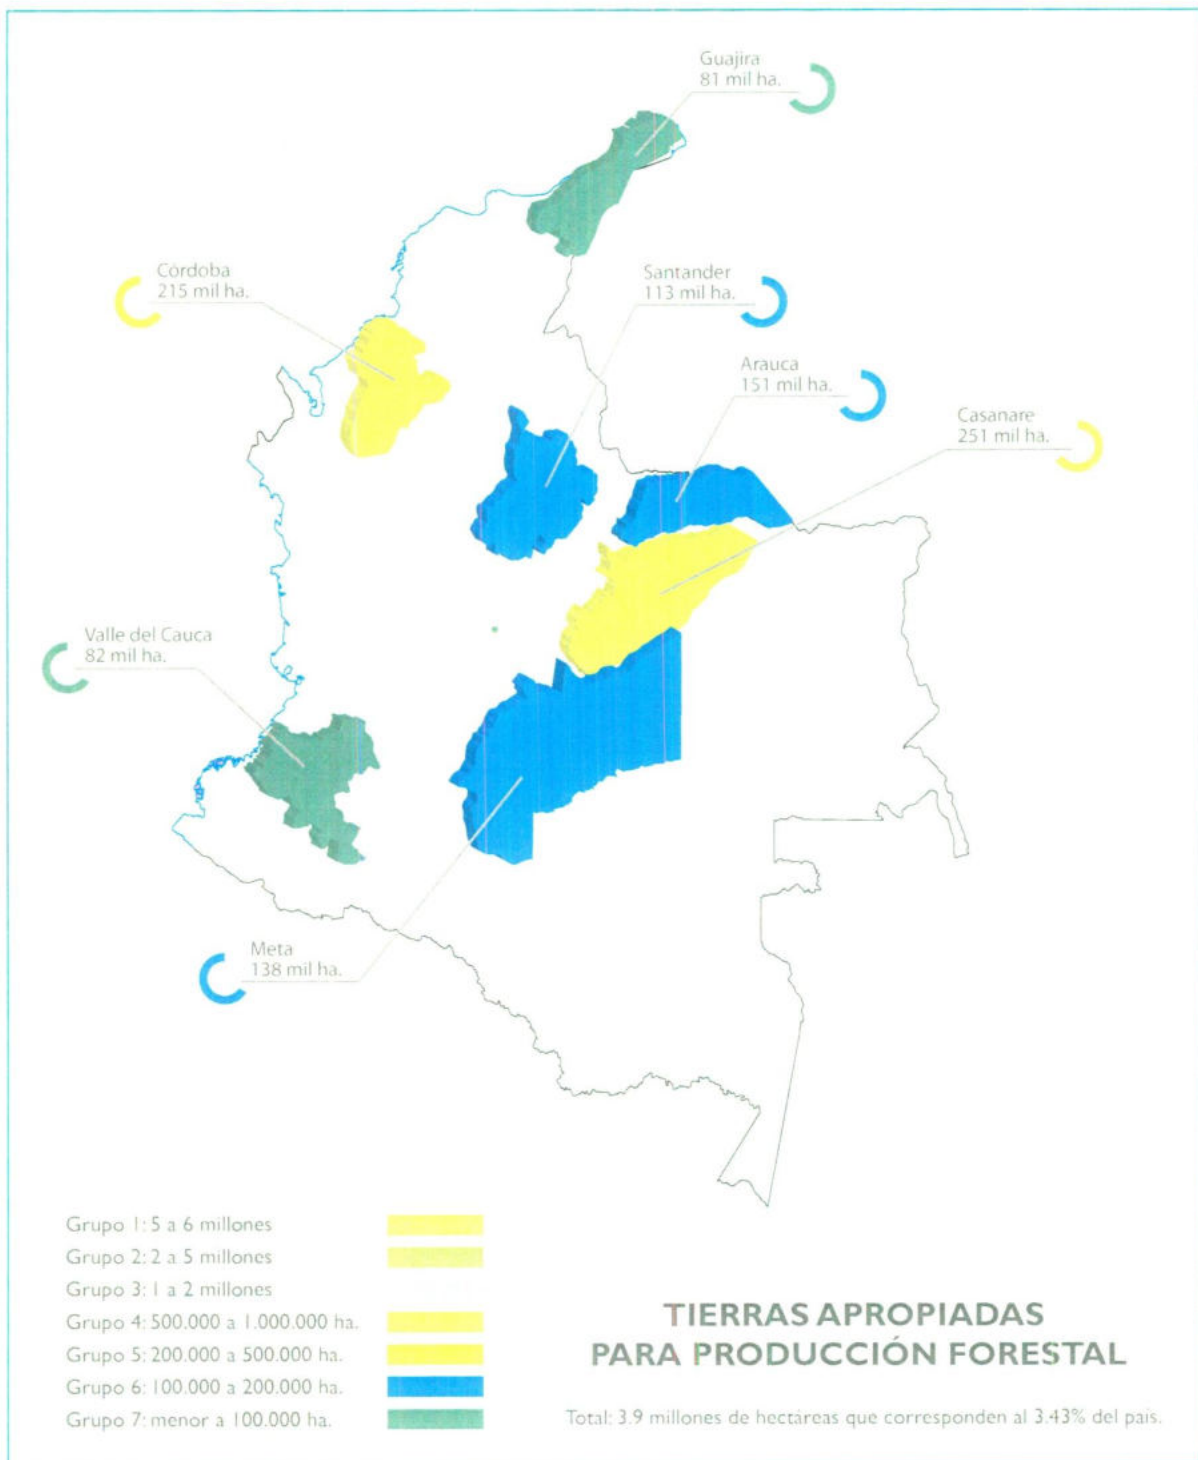 Guajira
81 mil ha.
Córdoba
215 mil ha.
Santander
113 mil ha.
Arauca
151 mil ha.
Casanare
251 mil ha.
Valle del Cauca
82 mil ha.
Meta
138 mil ha.
Grupo 1: 5 a 6 millones
Grupo 2: 2 a 5 millones
Grupo 3: 1 a 2 millones
Grupo 4: 500.000 a 1.000.000 ha.
Grupo 5: 200.000 a 500.000 ha.
Grupo 6: 100.000 a 200.000 ha.
Grupo 7: menor a 100.000 ha.
TIERRAS APROPIADAS
PARA PRODUCCIÓN FORESTAL
Total: 3.9 millones de hectáreas que corresponden al 3.43% del país.